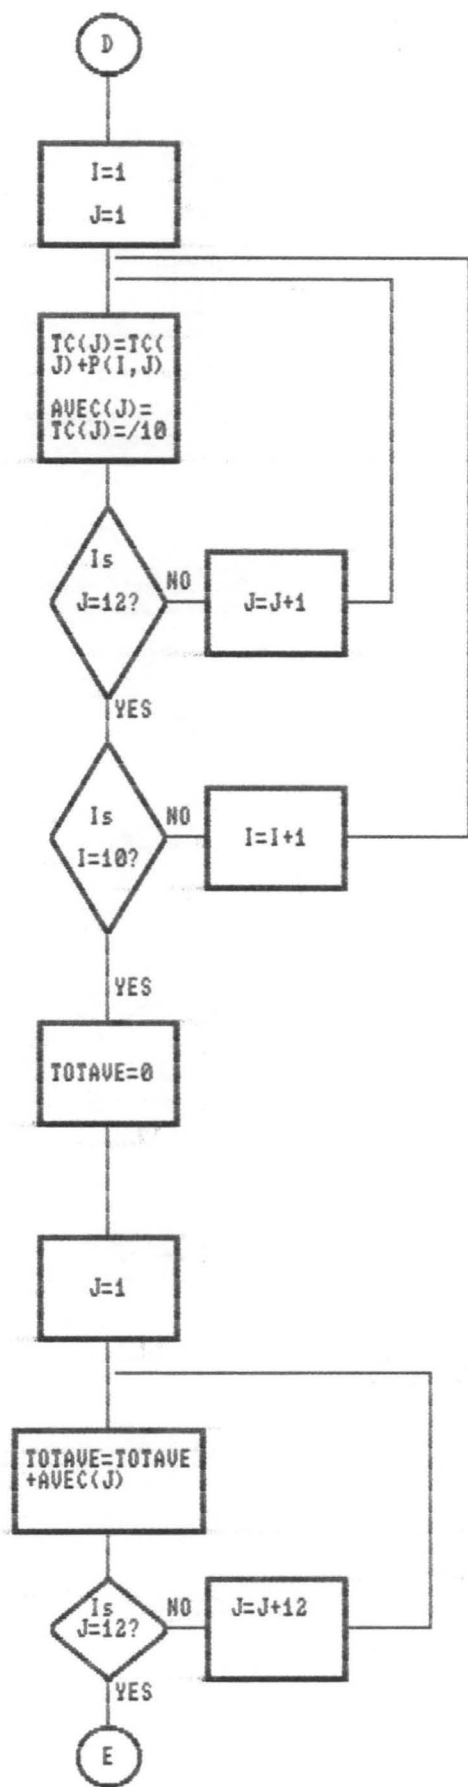 D
I=1
J=1
TC(J)=TC(
J)+P(I,J)
AVEC(J)=
TC(J)=/10
Is
J=12?
NO
J=J+1
YES
Is
I=10?
NO
I=I+1
YES
TOTAVE=0
J=1
TOTAVE=TOTAVE
+AVEC(J)
Is
J=12?
NO
J=J+12
YES
E